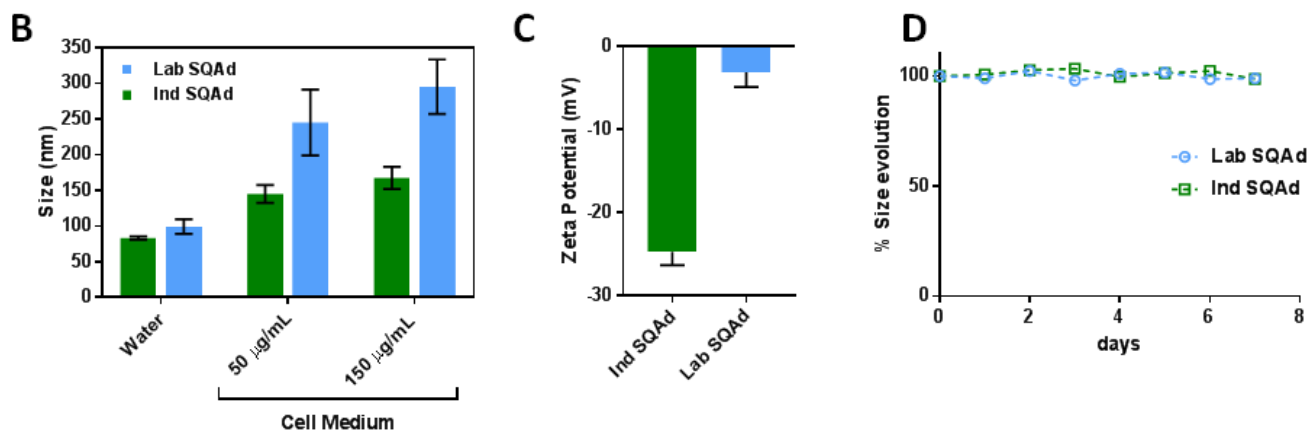 B
Size (nm)
350
300
250
200
150
100
50
0
Lab SQAd
Ind SQAd
Water
50 µg/mL
150 µg/mL
Cell Medium
C
Zeta Potential (mV)
0
-10
-20
-30
Ind SQAd
Lab SQAd
D
% Size evolution
100
50
0
Lab SQAd
Ind SQAd
0 2 4 6 8
days